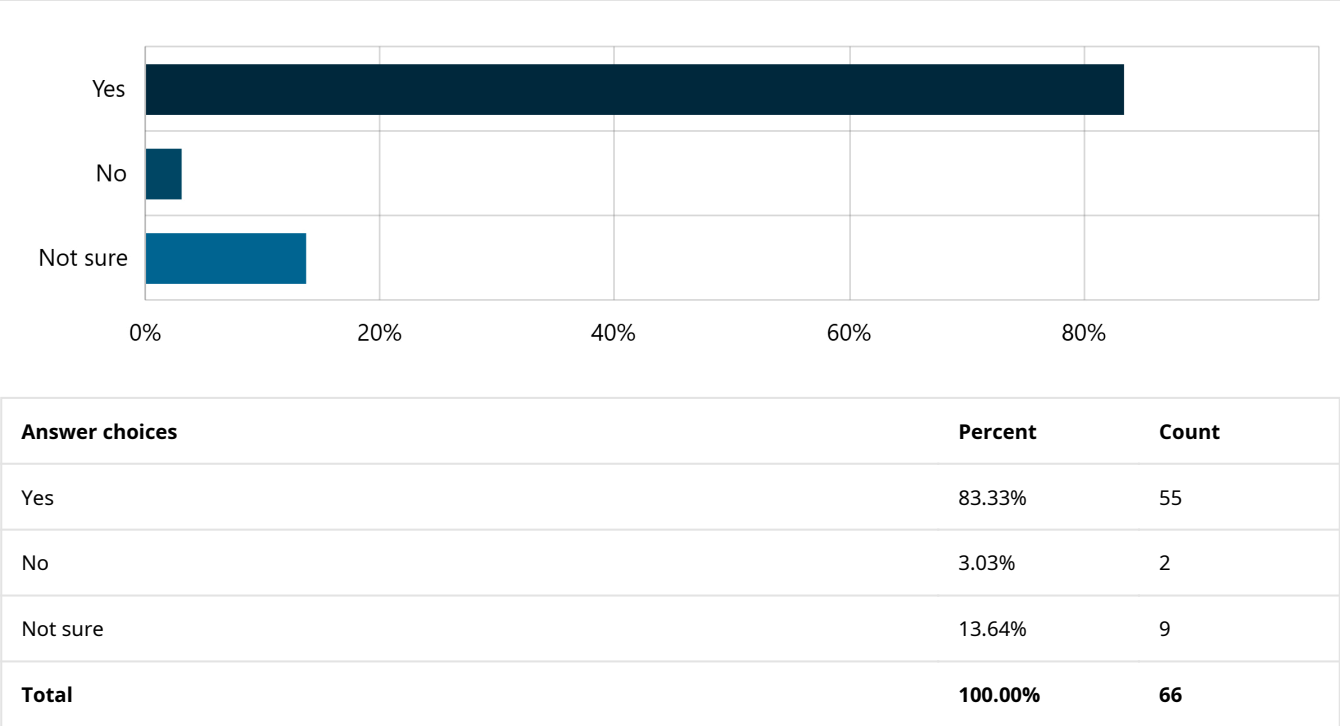 Yes
No
Not sure
0% 20% 40% 60% 80%
Answer choices Percent Count
Yes 83.33% 55
No 3.03% 2
Not sure 13.64% 9
Total 100.00% 66